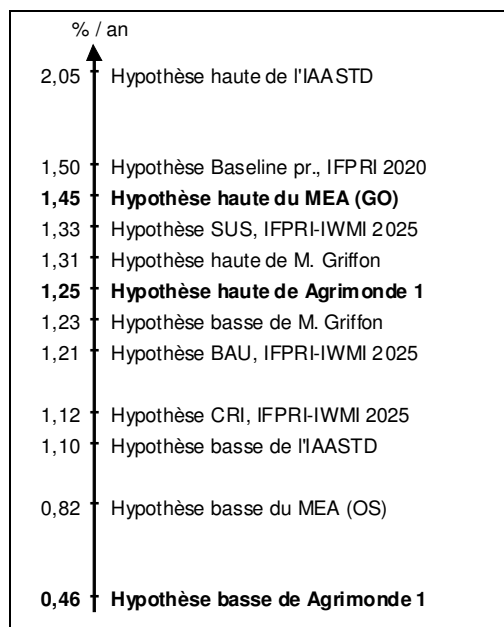 % / an
2,05 Hypothèse haute de l'IAASTD
1,50 Hypothèse Baseline pr., IFPRI 2020
1,45 Hypothèse haute du MEA (GO)
1,33 Hypothèse SUS, IFPRI-IWMI 2025
1,31 Hypothèse haute de M. Griffon
1,25 Hypothèse haute de Agrimonde 1
1,23 Hypothèse basse de M. Griffon
1,21 Hypothèse BAU, IFPRI-IWMI 2025
1,12 Hypothèse CRI, IFPRI-IWMI 2025
1,10 Hypothèse basse de l'IAASTD
0,82 Hypothèse basse du MEA (OS)
0,46 Hypothèse basse de Agrimonde 1